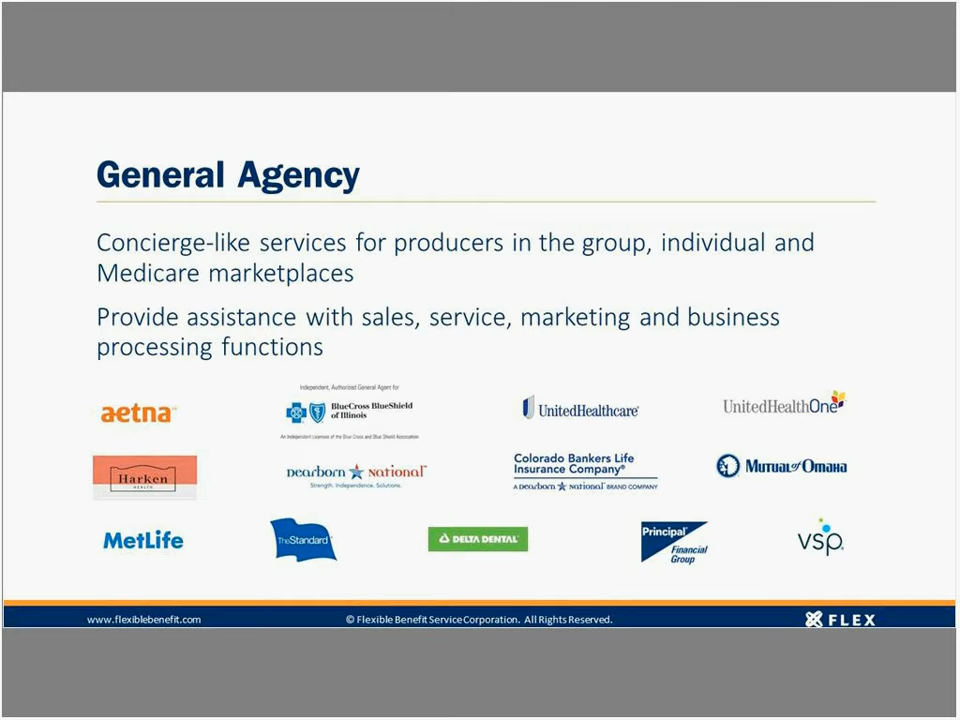 General Agency
Concierge-like services for producers in the group, individual and
Medicare marketplaces
Provide assistance with sales, service, marketing and business
processing functions
aetna™
Independent, Authorized General Agent for
BlueCross BlueShield
of Illinois
An Independent Licensee of the Blue Cross and Blue Shield Association
UnitedHealthcare®
UnitedHealthOne
Harken
HEALTH
Dearborn National™
Strength. Independence. Solutions.
Colorado Bankers Life
Insurance Company®
A Dearborn National® BRAND COMPANY
Mutual of Omaha
MetLife
TheStandard®
DELTA DENTAL®
Principal®
Financial
Group
vsp®
www.flexiblebenefit.com
© Flexible Benefit Service Corporation. All Rights Reserved.
FLEX